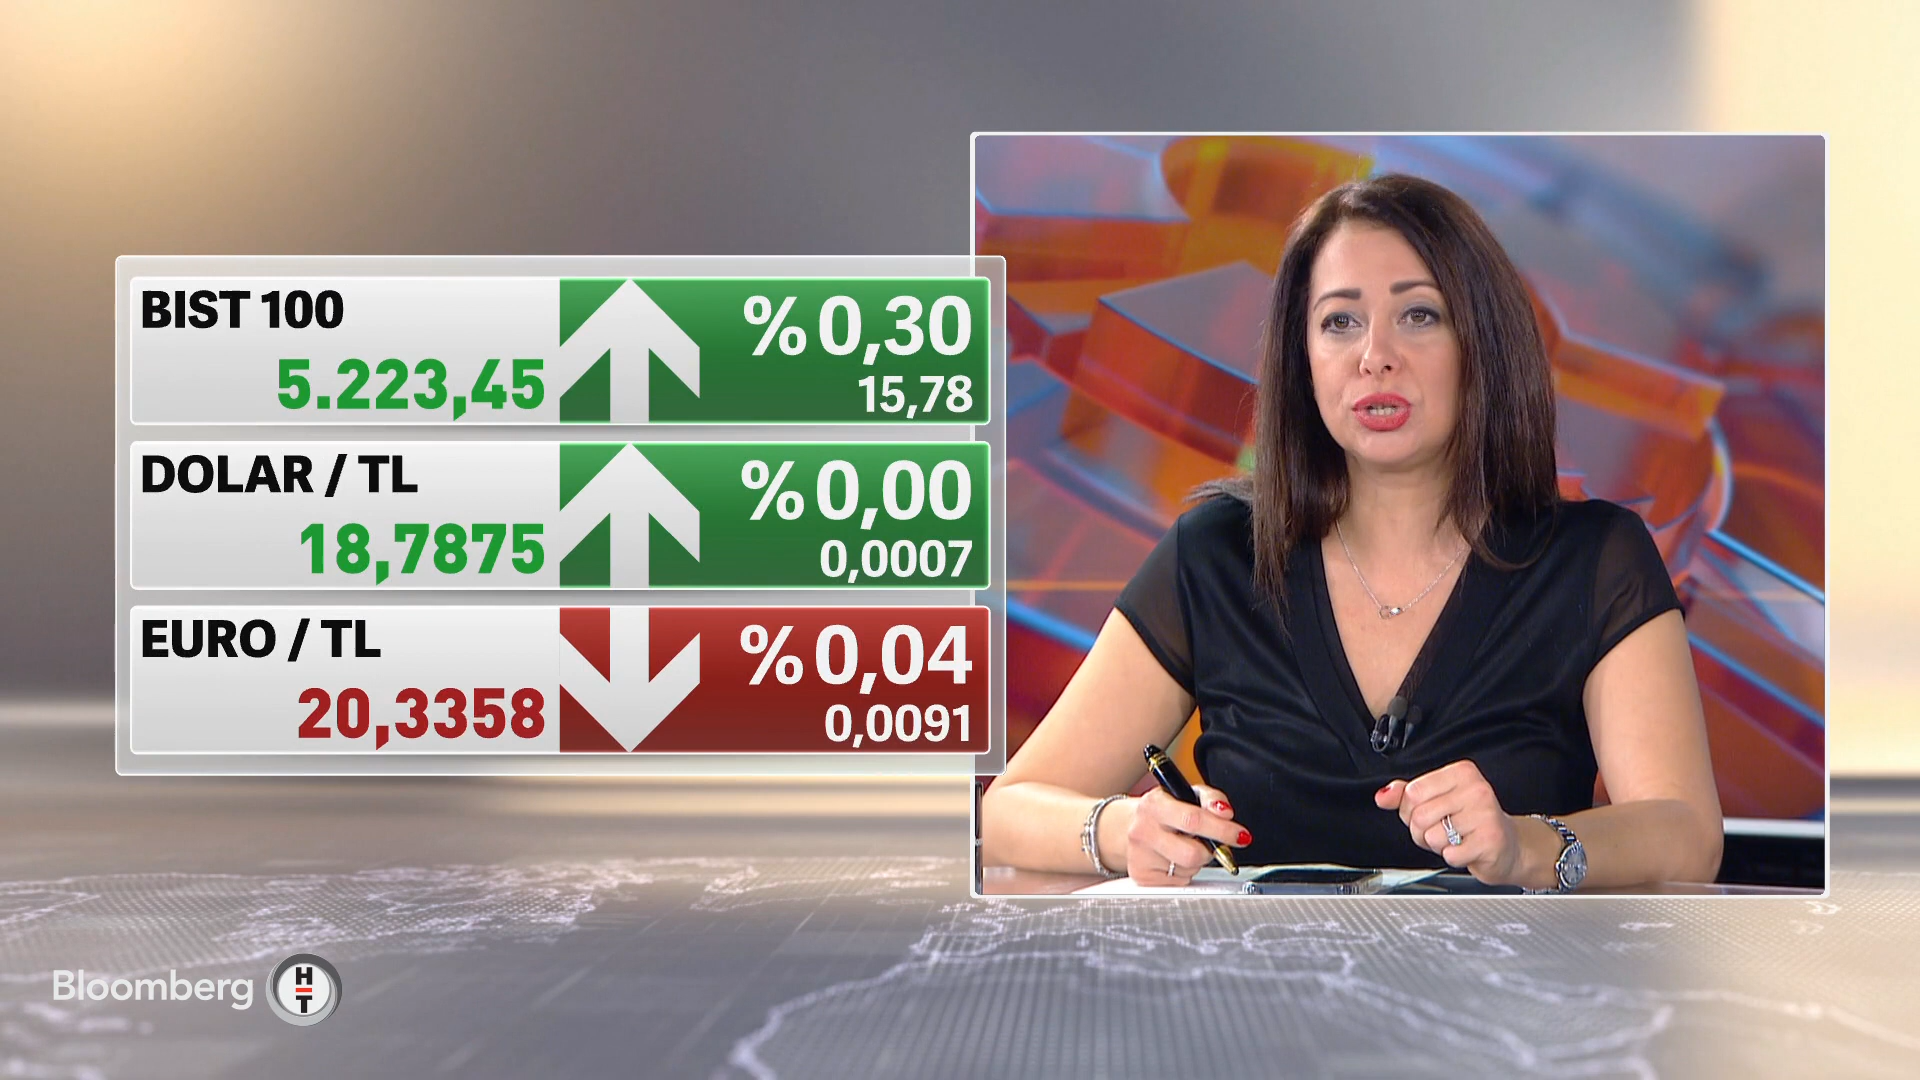 BIST 100
5.223,45
%0,30
15,78
DOLAR / TL
18,7875
%0,00
0,0007
EURO / TL
20,3358
%0,04
0,0091
Bloomberg HT